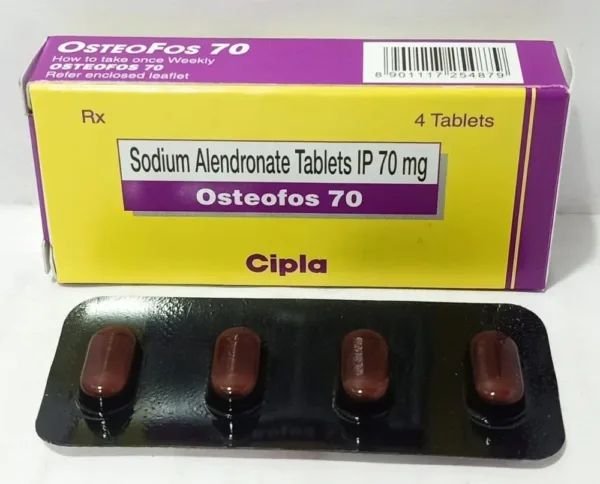 OSTEOFOS 70
How to take once Weekly
OSTEOFOS 70
Refer enclosed leaflet
8 901117 254879
Rx
4 Tablets
Sodium Alendronate Tablets IP 70 mg
Osteofos 70
Cipla